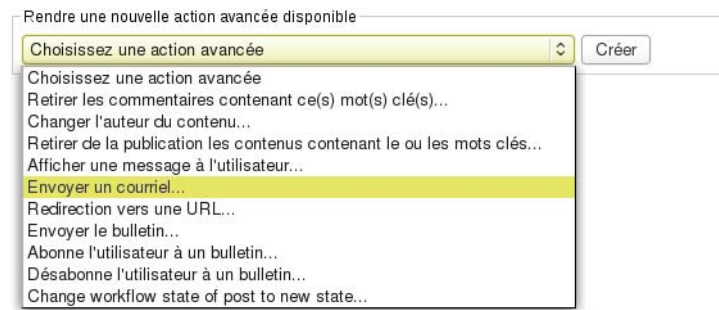 Rendre une nouvelle action avancée disponible
Choisissez une action avancée
Créer
Choisissez une action avancée
Retirer les commentaires contenant ce(s) mot(s) clé(s)...
Changer l'auteur du contenu...
Retirer de la publication les contenus contenant le ou les mots clés...
Afficher une message à l'utilisateur...
Envoyer un courriel...
Redirection vers une URL...
Envoyer le bulletin...
Abonne l'utilisateur à un bulletin...
Désabonne l'utilisateur à un bulletin...
Change workflow state of post to new state...